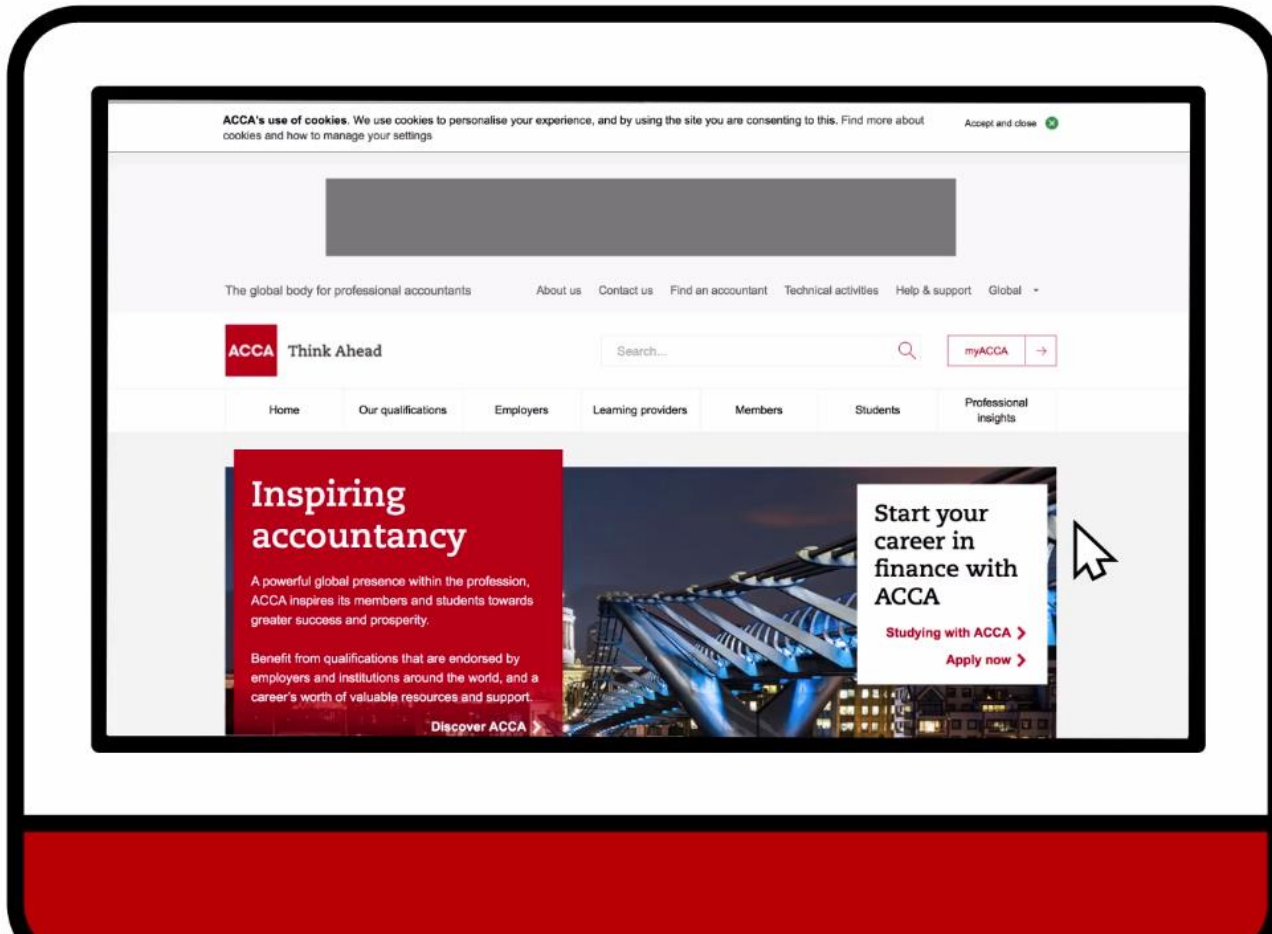 ACCA's use of cookies. We use cookies to personalise your experience, and by using the site you are consenting to this. Find more about
cookies and how to manage your settings
Accept and close
The global body for professional accountants
About us
Contact us
Find an accountant
Technical activities
Help & support
Global
ACCA
Think Ahead
Search...
myACCA
Home
Our qualifications
Employers
Learning providers
Members
Students
Professional
insights
Inspiring
accountancy
A powerful global presence within the profession,
ACCA inspires its members and students towards
greater success and prosperity.
Benefit from qualifications that are endorsed by
employers and institutions around the world, and a
career's worth of valuable resources and support.
Discover ACCA
Start your
career in
finance with
ACCA
Studying with ACCA
Apply now